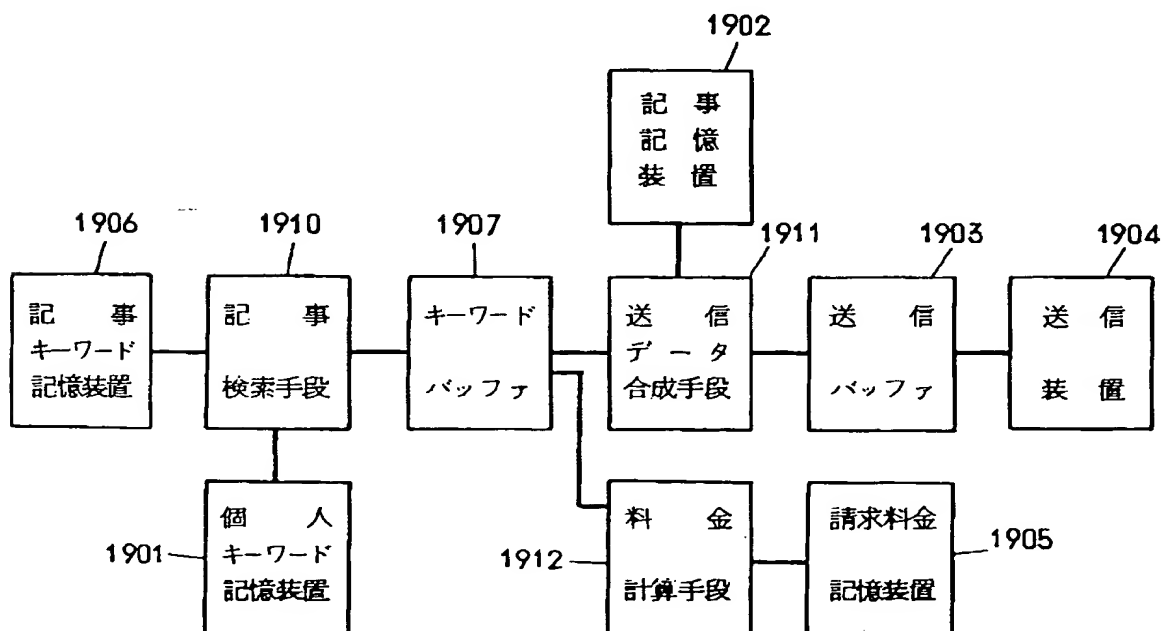 1902
記事
記憶
装置
1906
1910
1907
1911
1903
1904
記事
キーワード
記憶装置
記事
検索手段
キーワード
バッファ
送信
データ
合成手段
送信
バッファ
送信
装置
1901
個人
キーワード
記憶装置
1912
料金
計算手段
請求料金
記憶装置
1905